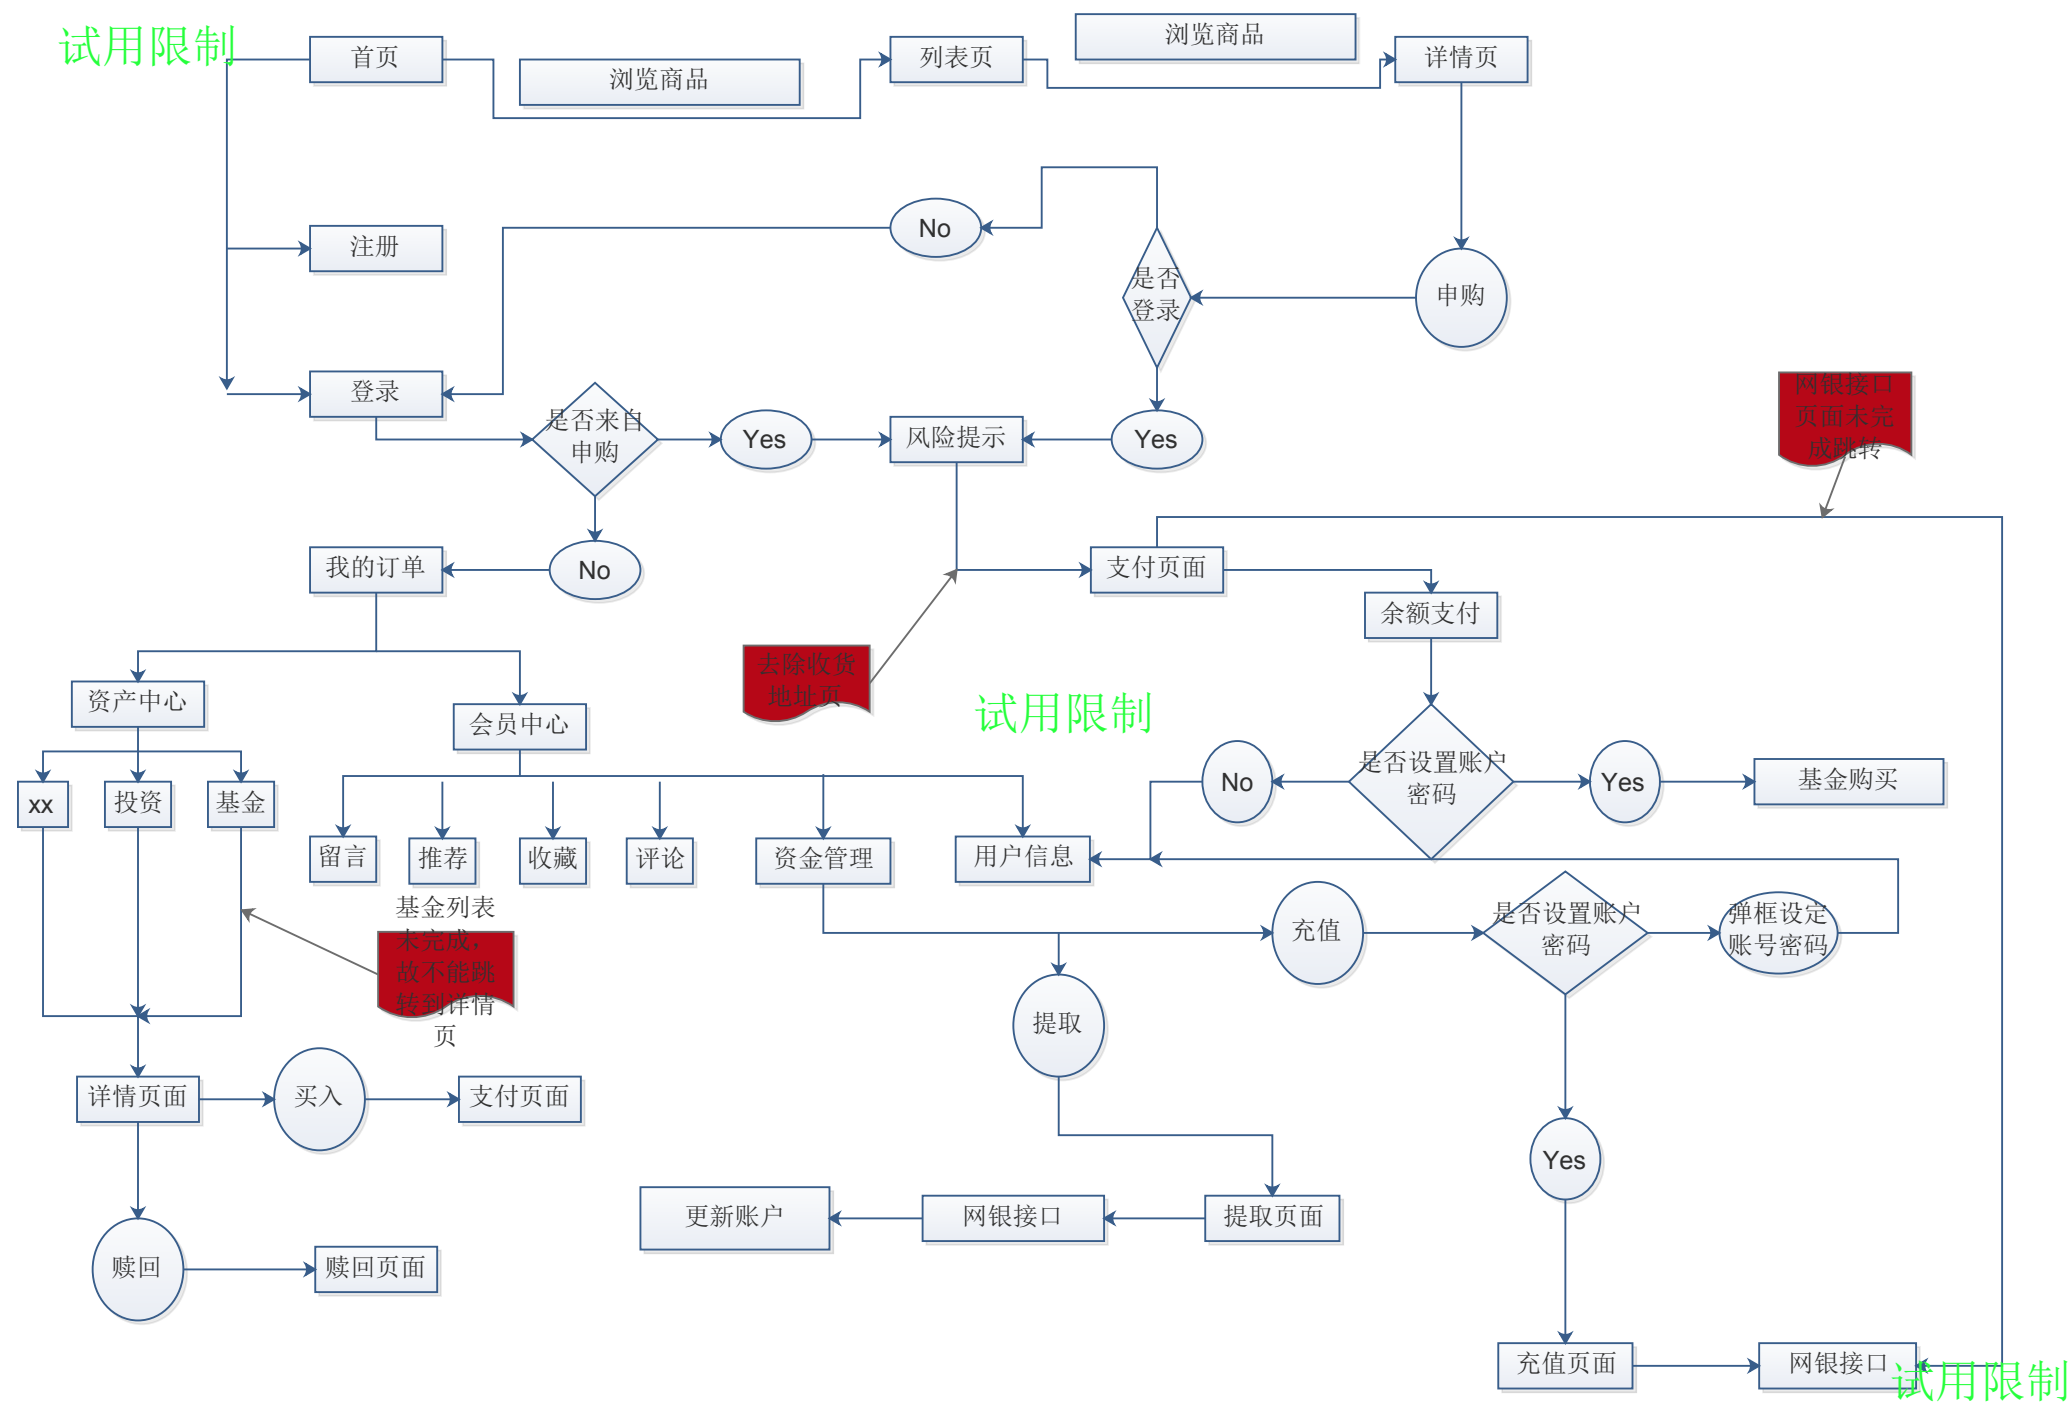 试用限制
首页
浏览商品
列表页
浏览商品
详情页
注册
No
是否
登录
申购
登录
是否来自
申购
Yes
风险提示
Yes
网银接口
页面未完
成跳转
我的订单
No
支付页面
余额支付
去除收货
地址页
试用限制
资产中心
会员中心
xx
投资
基金
No
是否设置账户
密码
Yes
基金购买
留言
推荐
收藏
评论
资金管理
用户信息
基金列表
未完成，
故不能跳
转到详情
页
充值
是否设置账户
密码
弹框设定
账号密码
提取
详情页面
买入
支付页面
Yes
更新账户
网银接口
提取页面
赎回
赎回页面
充值页面
网银接口
试用限制